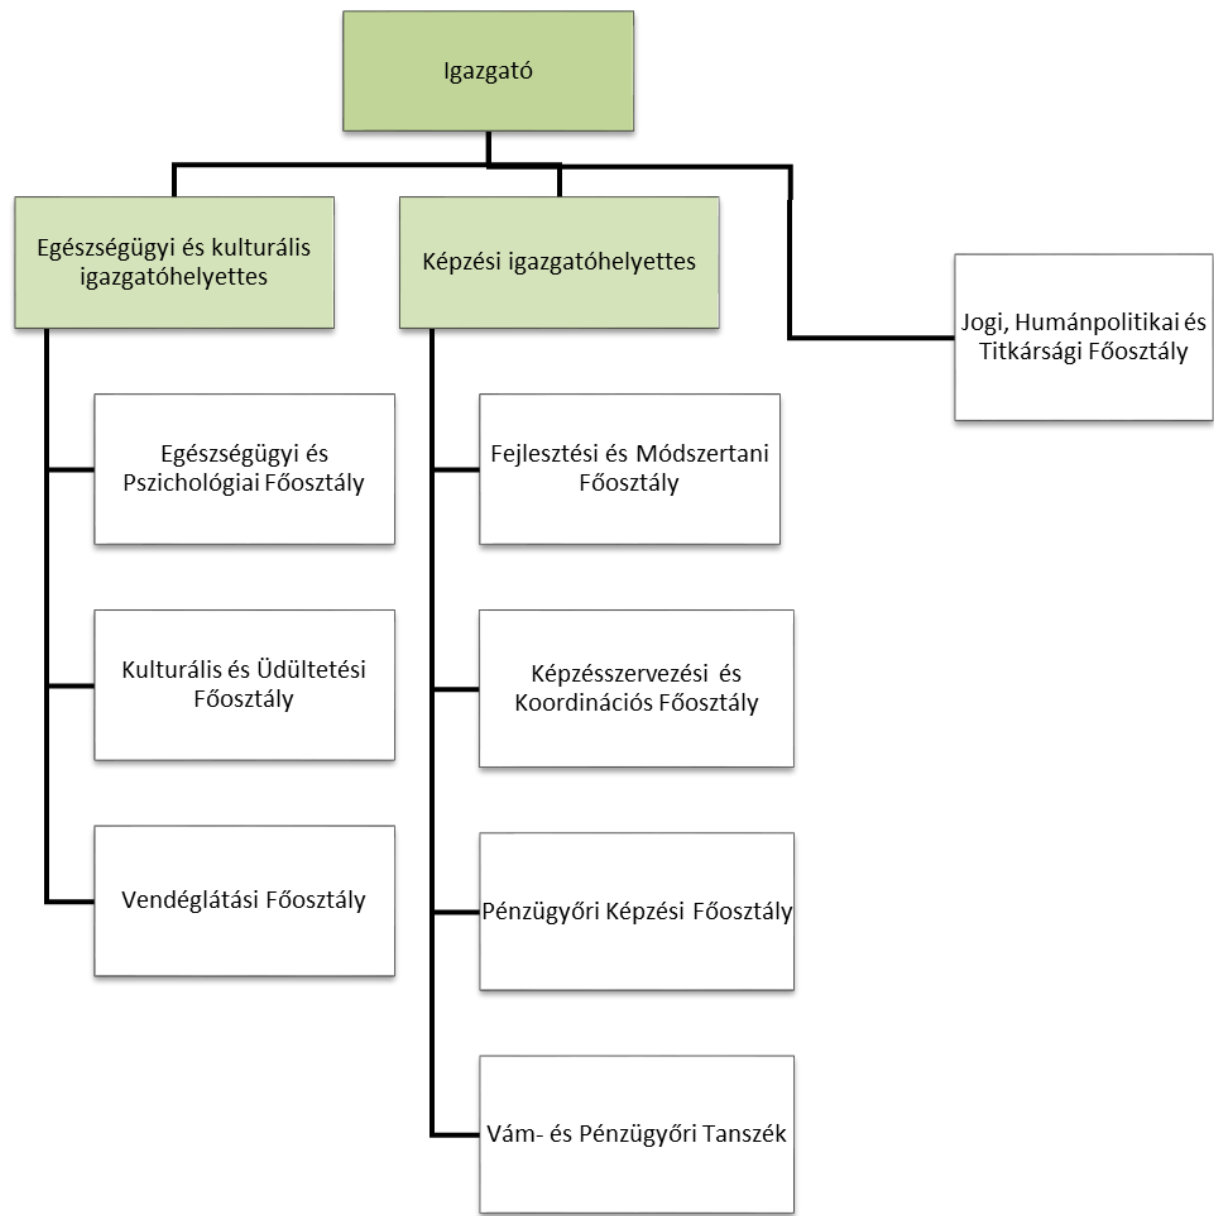 Igazgató
Egészségügyi és kulturális
igazgatóhelyettes
Képzési igazgatóhelyettes
Jogi, Humánpolitikai és
Titkársági Főosztály
Egészségügyi és
Pszichológiai Főosztály
Kulturális és Üdültetési
Főosztály
Vendéglátási Főosztály
Fejlesztési és Módszertani
Főosztály
Képzésszervezési és
Koordinációs Főosztály
Pénzügyőri Képzési Főosztály
Vám- és Pénzügyőri Tanszék